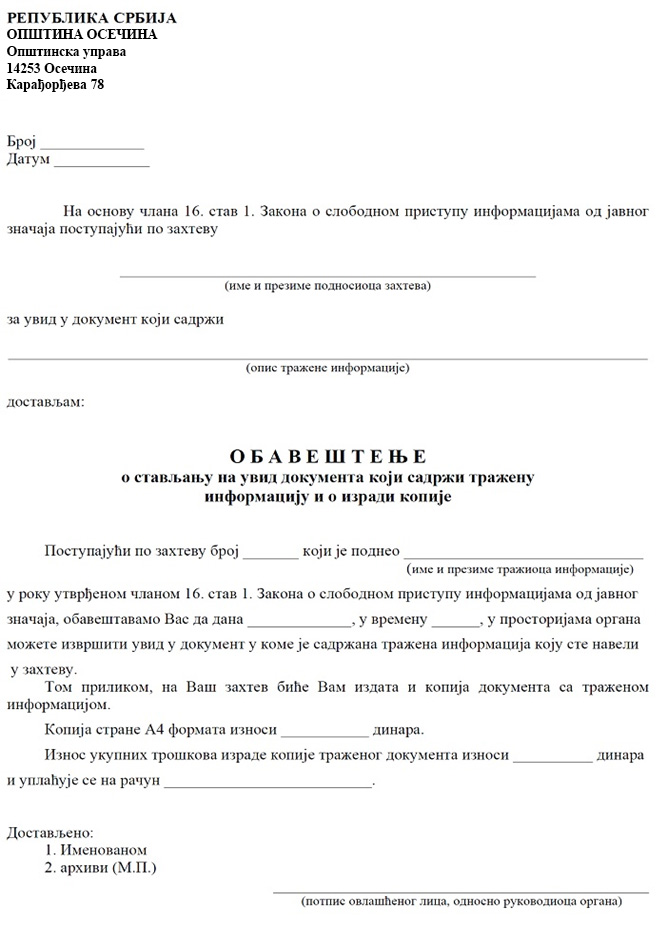 РЕПУБЛИКА СРБИЈА
ОПШТИНА ОСЕЧИНА
Општинска управа
14253 Осечина
Карађорђева 78
Број _____________
Датум ____________
На основу члана 16. став 1. Закона о слободном приступу информацијама од јавног
значаја поступајући по захтеву
____________________________________________________
(име и презиме подносиоца захтева)
за увид у документ који садржи
________________________________________________________________________________
(опис тражене информације)
достављам:
О Б А В Е Ш Т Е Њ Е
о стављању на увид документа који садржи тражену
информацију и о изради копије
Поступајући по захтеву број _______ који је поднео ______________________________
(име и презиме тражиоца информације)
у року утврђеном чланом 16. став 1. Закона о слободном приступу информацијама од јавног
значаја, обавештавамо Вас да дана _____________, у времену ______, у просторијама органа
можете извршити увид у документ у коме је садржана тражена информација коју сте навели
у захтеву.
Том приликом, на Ваш захтев биће Вам издата и копија документа са траженом
информацијом.
Копија стране А4 формата износи ___________ динара.
Износ укупних трошкова израде копије траженог документа износи __________ динара
и уплаћује се на рачун __________________________.
Достављено:
1. Именованом
2. архиви (М.П.)
_______________________________________________
(потпис овлашћеног лица, односно руководиоца органа)